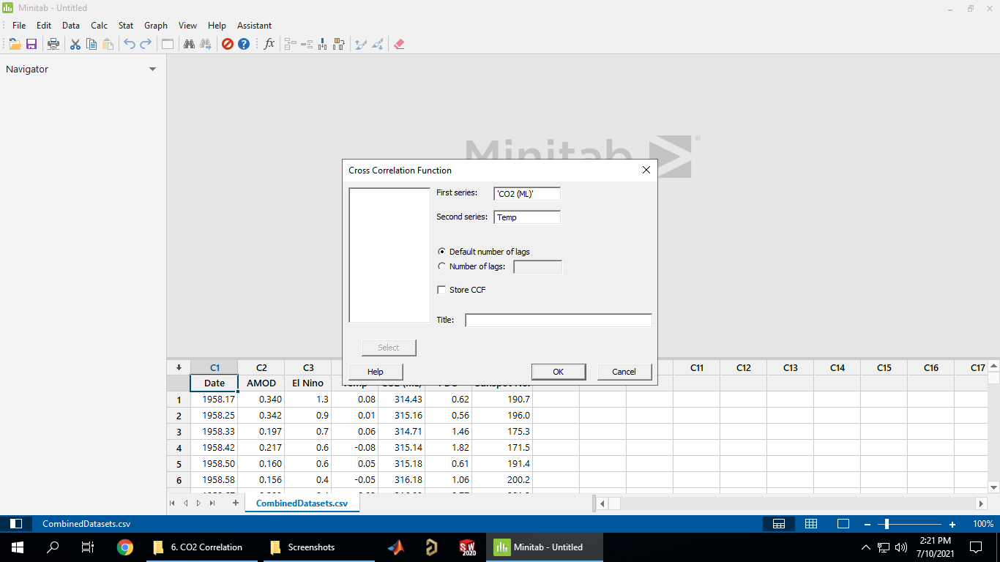 Minitab - Untitled
File Edit Data Calc Stat Graph View Help Assistant
Navigator
Minitab
Cross Correlation Function
First series: 'CO2 (ML)'
Second series: Temp
Default number of lags
Number of lags:
Store CCF
Title:
Select
Help OK Cancel
C1 C2 C3 C11 C12 C13 C14 C15 C16 C17
Date AMOD El Nino Temp CO2 (ML) PDO Sunspot No.
1 1958.17 0.340 1.3 0.08 314.43 0.62 190.7
2 1958.25 0.342 0.9 0.01 315.16 0.56 196.0
3 1958.33 0.197 0.7 0.06 314.71 1.46 175.3
4 1958.42 0.217 0.6 -0.08 315.14 1.82 171.5
5 1958.50 0.160 0.6 0.05 315.18 0.61 191.4
6 1958.58 0.156 0.4 -0.05 316.18 1.06 200.2
CombinedDatasets.csv
CombinedDatasets.csv 100%
6. CO2 Correlation Screenshots SW 2020 Minitab - Untitled 2:21 PM
7/10/2021